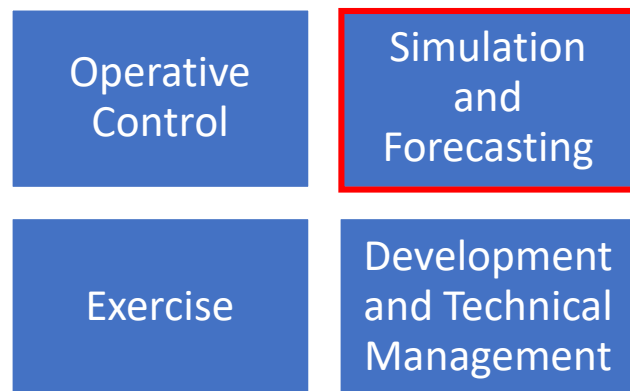 Operative
Control
Simulation
and
Forecasting
Exercise
Development
and Technical
Management